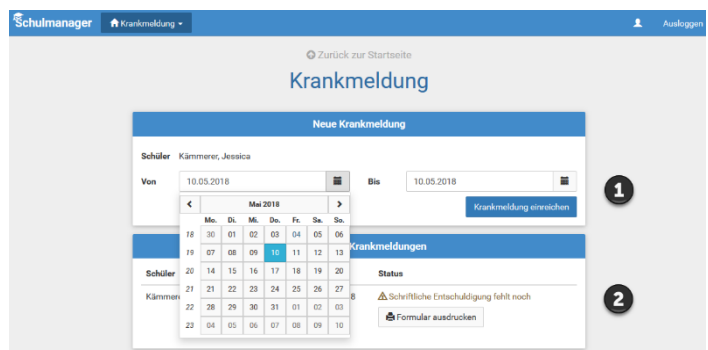 Schulmanager Krankmeldung Ausloggen
Zurück zur Startseite
Krankmeldung
Neue Krankmeldung
Schüler Kämmerer, Jessica
Von 10.05.2018 Bis 10.05.2018
1
Krankmeldung einreichen
Mai 2018
Mo. Di. Mi. Do. Fr. Sa. So.
18 30 01 02 03 04 05 06
19 07 08 09 10 11 12 13
20 14 15 16 17 18 19 20
21 21 22 23 24 25 26 27
22 28 29 30 31 01 02 03
23 04 05 06 07 08 09 10
Krankmeldungen
Schüler Status
Kämmer 8 Schriftliche Entschuldigung fehlt noch
2
Formular ausdrucken